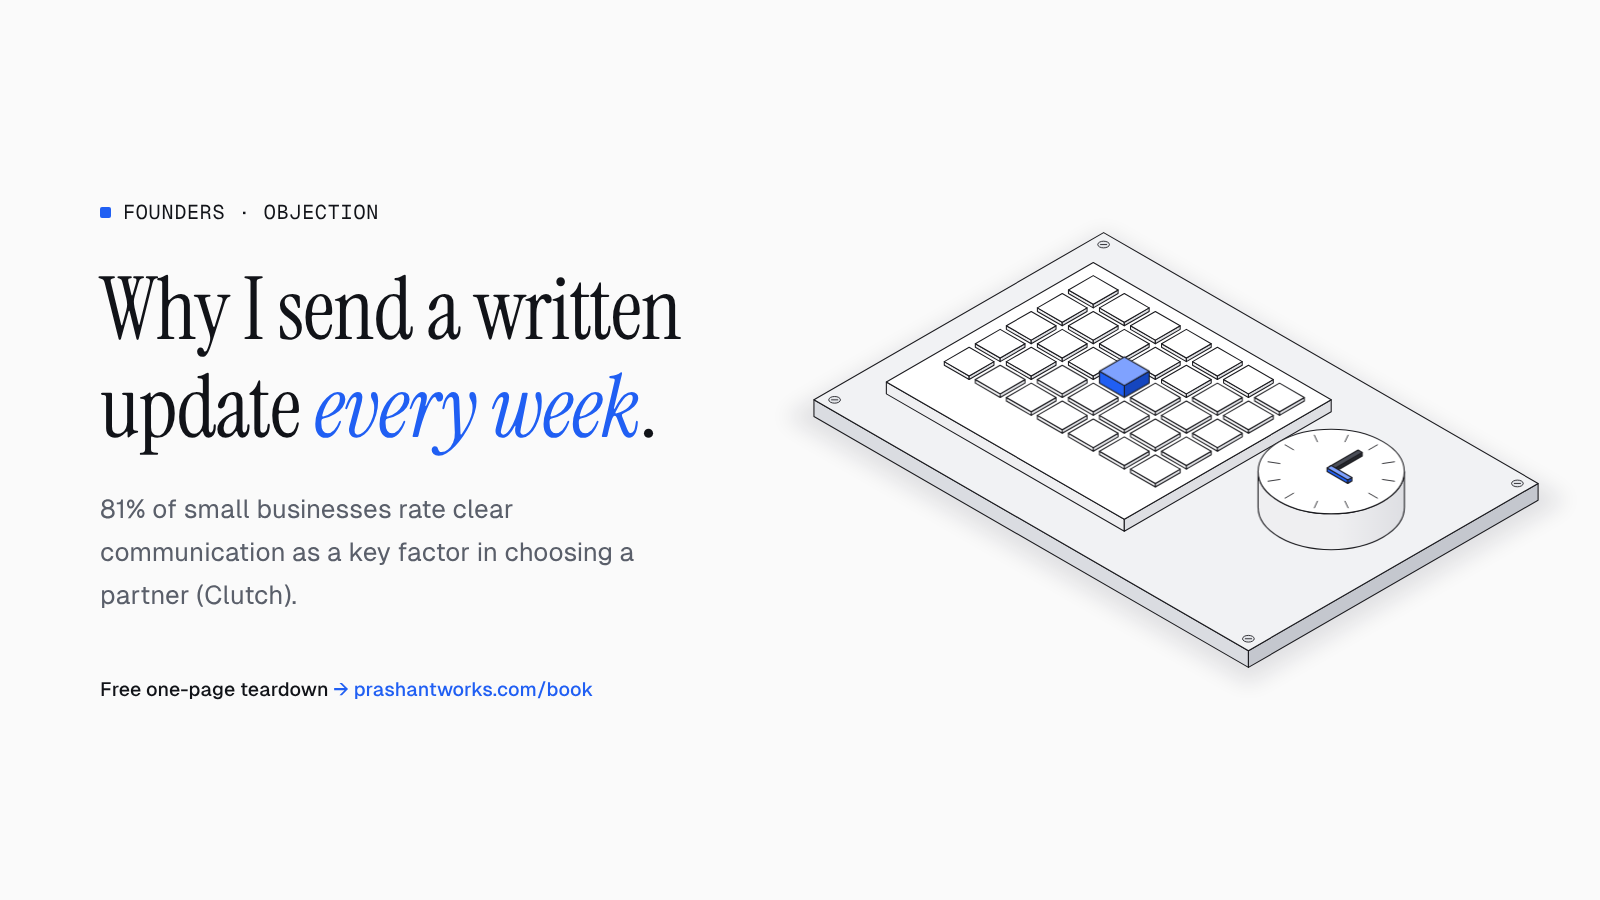 FOUNDERS · OBJECTION
Why I send a written
update every week.
81% of small businesses rate clear
communication as a key factor in choosing a
partner (Clutch).
Free one-page teardown → prashantworks.com/book